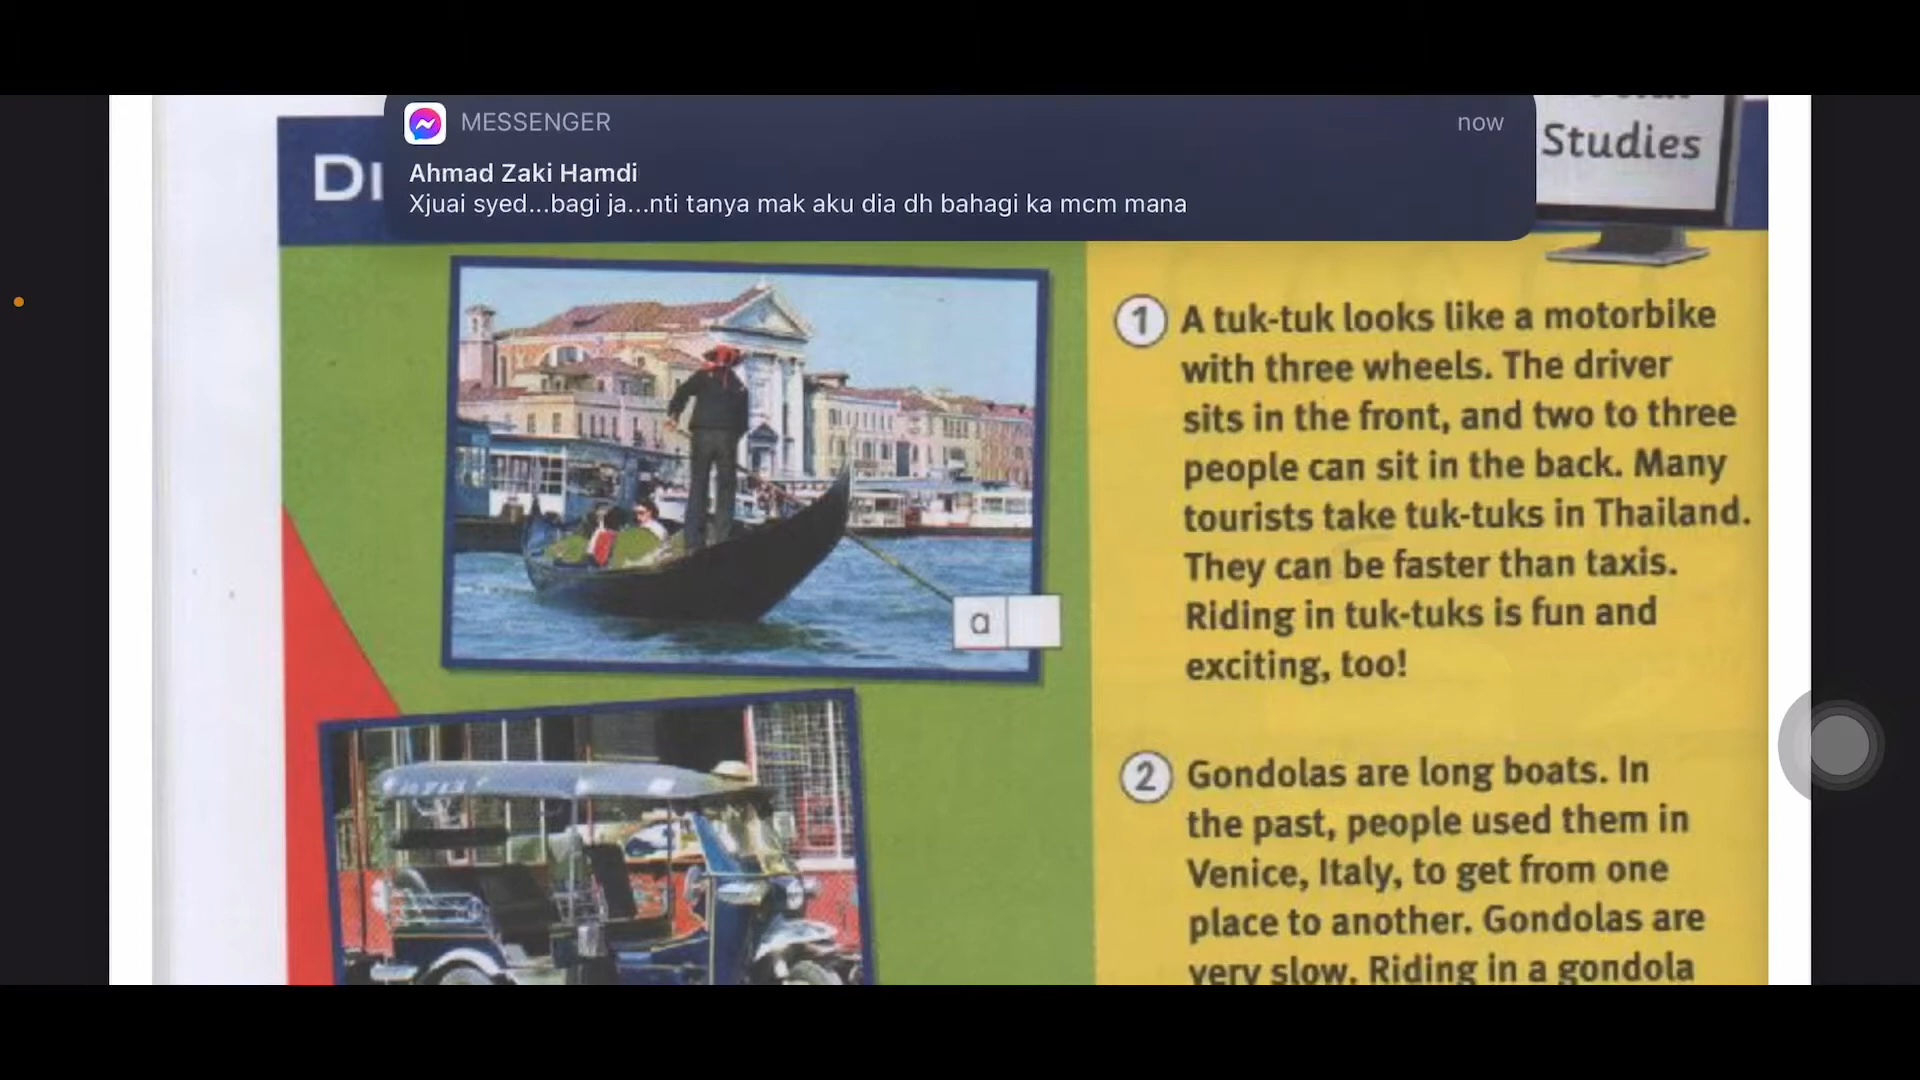 MESSENGER
now
Ahmad Zaki Hamdi
Xjuai syed...bagi ja...nti tanya mak aku dia dh bahagi ka mcm mana
Studies
1 A tuk-tuk looks like a motorbike
with three wheels. The driver
sits in the front, and two to three
people can sit in the back. Many
tourists take tuk-tuks in Thailand.
They can be faster than taxis.
Riding in tuk-tuks is fun and
exciting, too!
a
2 Gondolas are long boats. In
the past, people used them in
Venice, Italy, to get from one
place to another. Gondolas are
very slow. Riding in a gondola